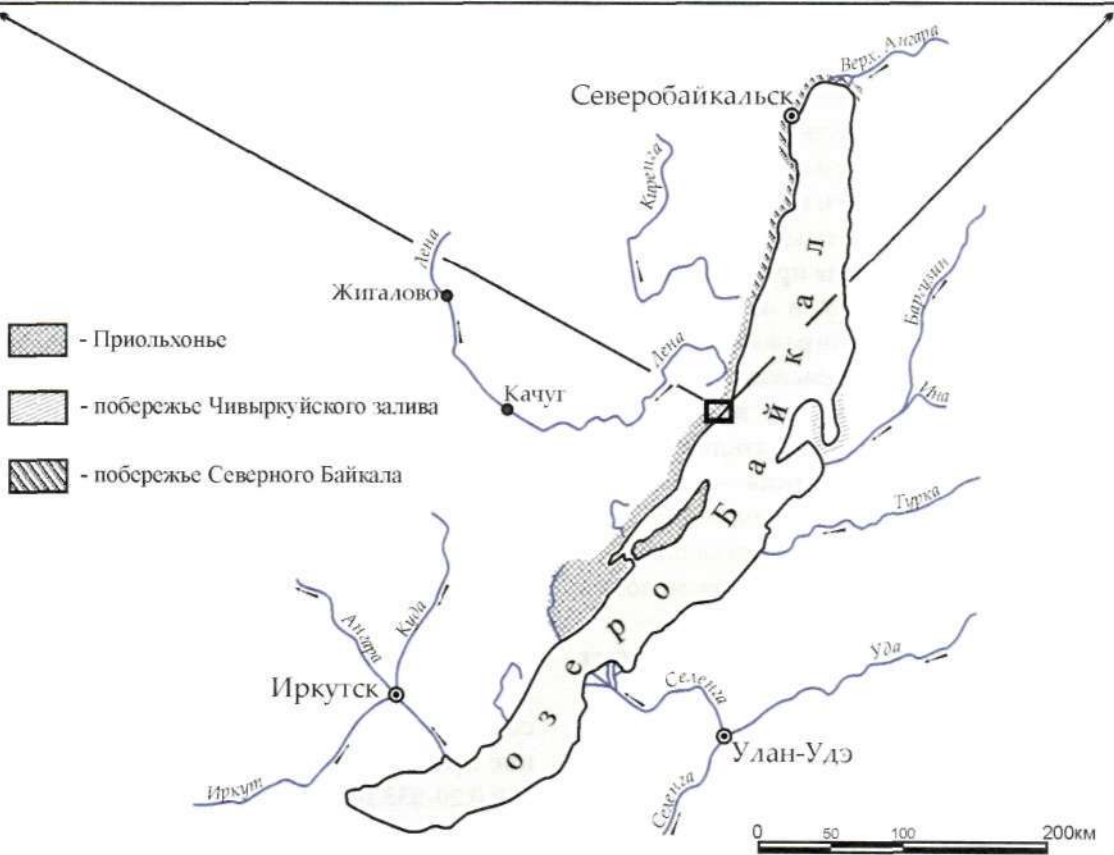 Верх. Ангара
Северобайкальск
Киренга
Лена
Жигалово
Баргузин
- Приольхонье
Лена
Качуг
Ина
- побережье Чивыркуйского залива
- побережье Северного Байкала
Турка
озеро Байкал
Ангара
Куда
Уда
Селенга
Иркутск
Улан-Удэ
Иркут
Селенга
0 50 100 200км